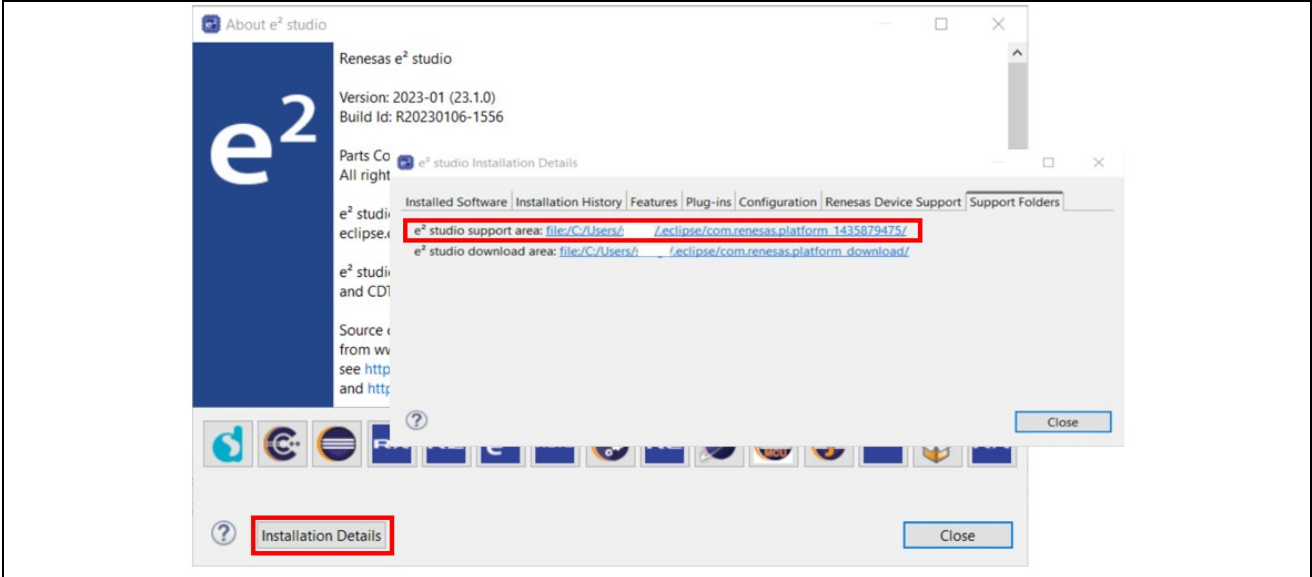 About e² studio
e²
Renesas e² studio
Version: 2023-01 (23.1.0)
Build Id: R20230106-1556
Parts Co
All right
e² studi
eclipse.
e² studi
and CDT
Source
from
see http
and http
e² studio Installation Details
Installed Software Installation History Features Plug-ins Configuration Renesas Device Support Support Folders
e² studio support area: file:/C:/Users/ /.eclipse/com.renesas.platform_1435879475/
e² studio download area: file:/C:/Users/ /.eclipse/com.renesas.platform_download/
Close
MCU
Installation Details
Close